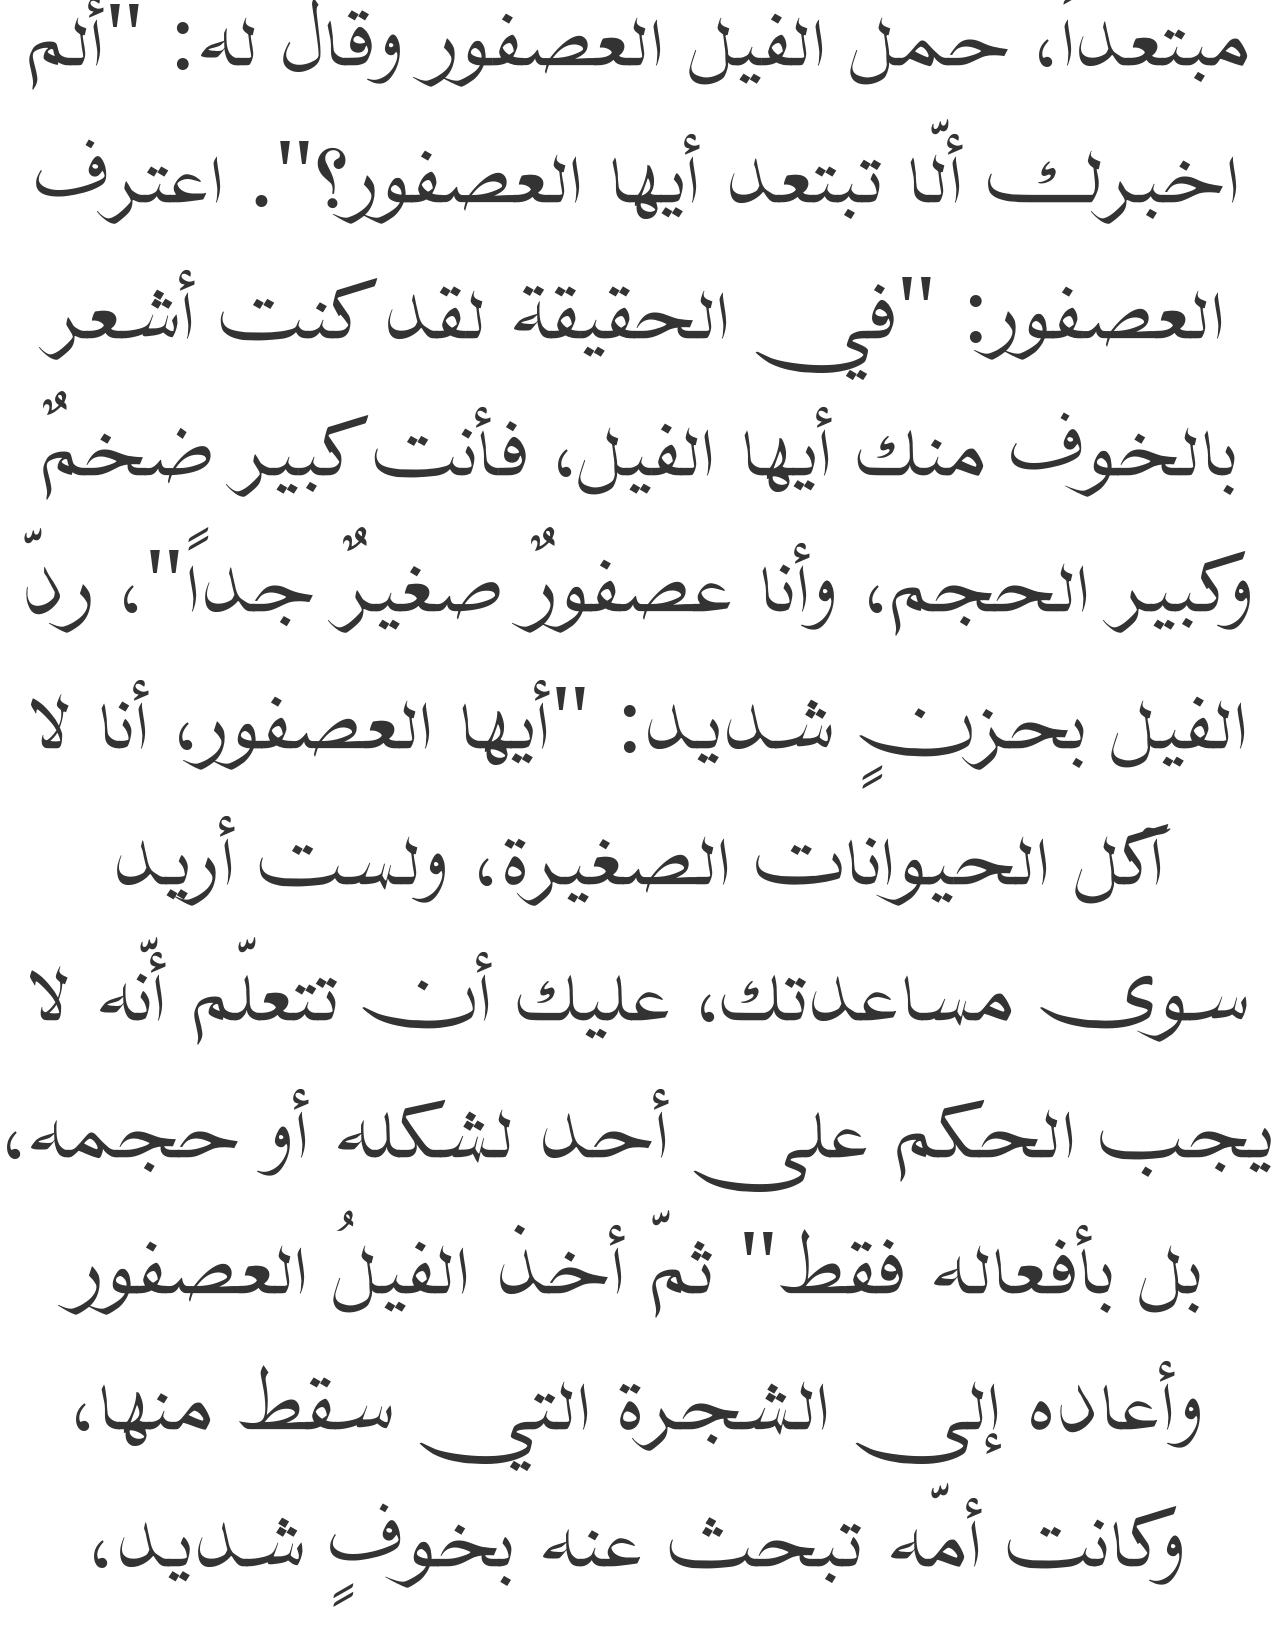 مبتعداً، حمل الفيل العصفور وقال له: "ألم
اخبرك ألّا تبتعد أيها العصفور؟". اعترف
العصفور: "في الحقيقة لقد كنت أشعر
بالخوف منك أيها الفيل، فأنت كبير ضخمٌ
وكبير الحجم، وأنا عصفورٌ صغيرٌ جداً"، ردّ
الفيل بحزنٍ شديد: "أيها العصفور، أنا لا
آكل الحيوانات الصغيرة، ولست أريد
سوى مساعدتك، عليك أن تتعلّم أنّه لا
يجب الحكم على أحد لشكله أو حجمه،
بل بأفعاله فقط" ثمّ أخذ الفيلُ العصفور
وأعاده إلى الشجرة التي سقط منها،
وكانت أمّه تبحث عنه بخوفٍ شديد،